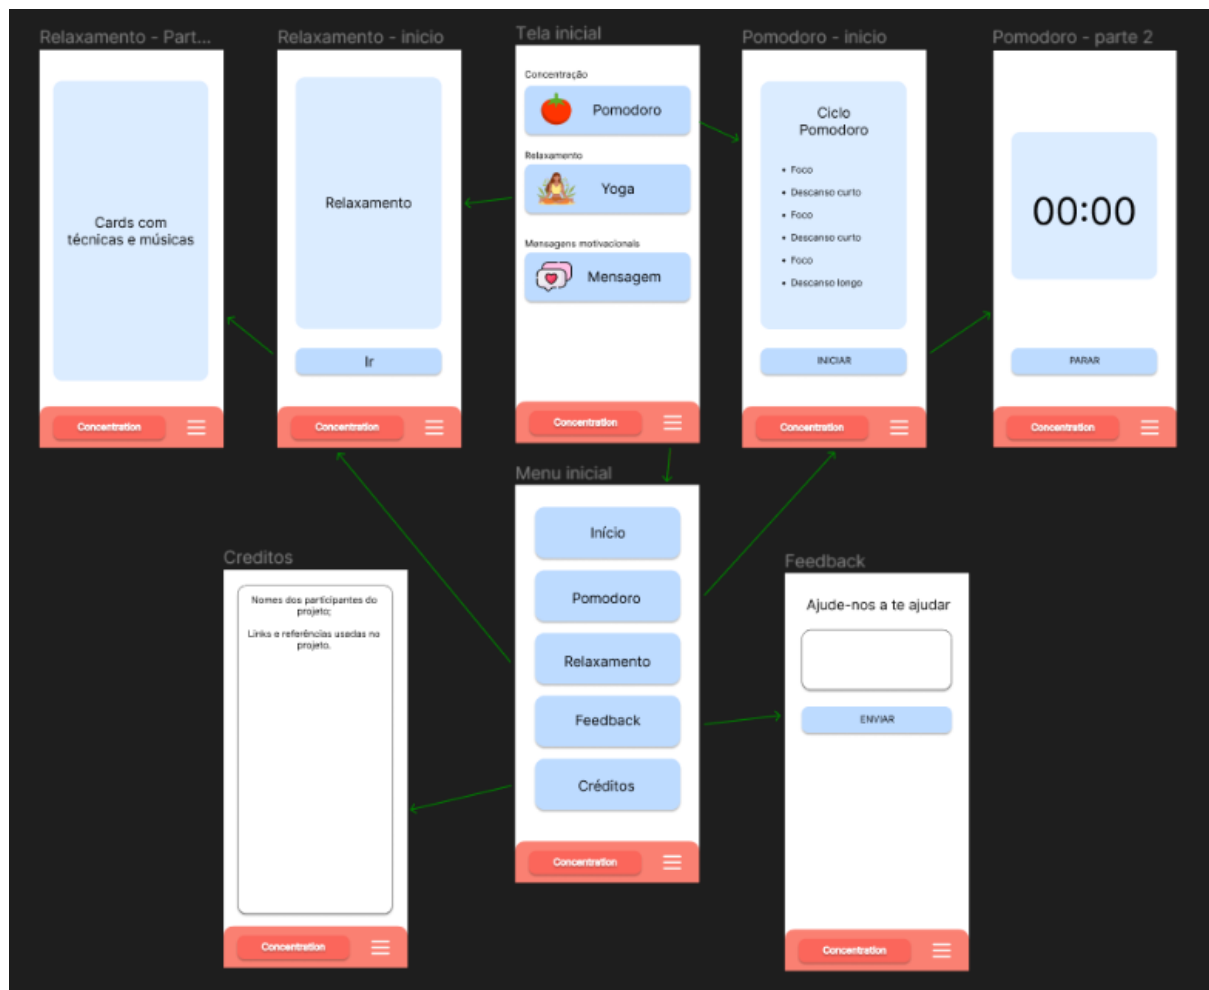 Relaxamento - Part...
Cards com
técnicas e músicas
Concentration
Relaxamento - inicio
Relaxamento
Ir
Concentration
Tela inicial
Concentração
Pomodoro
Relaxamento
Yoga
Mensagens motivacionais
Mensagem
Concentration
Pomodoro - inicio
Ciclo
Pomodoro
• Foco
• Descanso curto
• Foco
• Descanso curto
• Foco
• Descanso longo
INICIAR
Concentration
Pomodoro - parte 2
00:00
PARAR
Concentration
Creditos
Nomes dos participantes do
projeto;
Links e referências usadas no
projeto.
Concentration
Menu inicial
Início
Pomodoro
Relaxamento
Feedback
Créditos
Concentration
Feedback
Ajude-nos a te ajudar
ENVIAR
Concentration